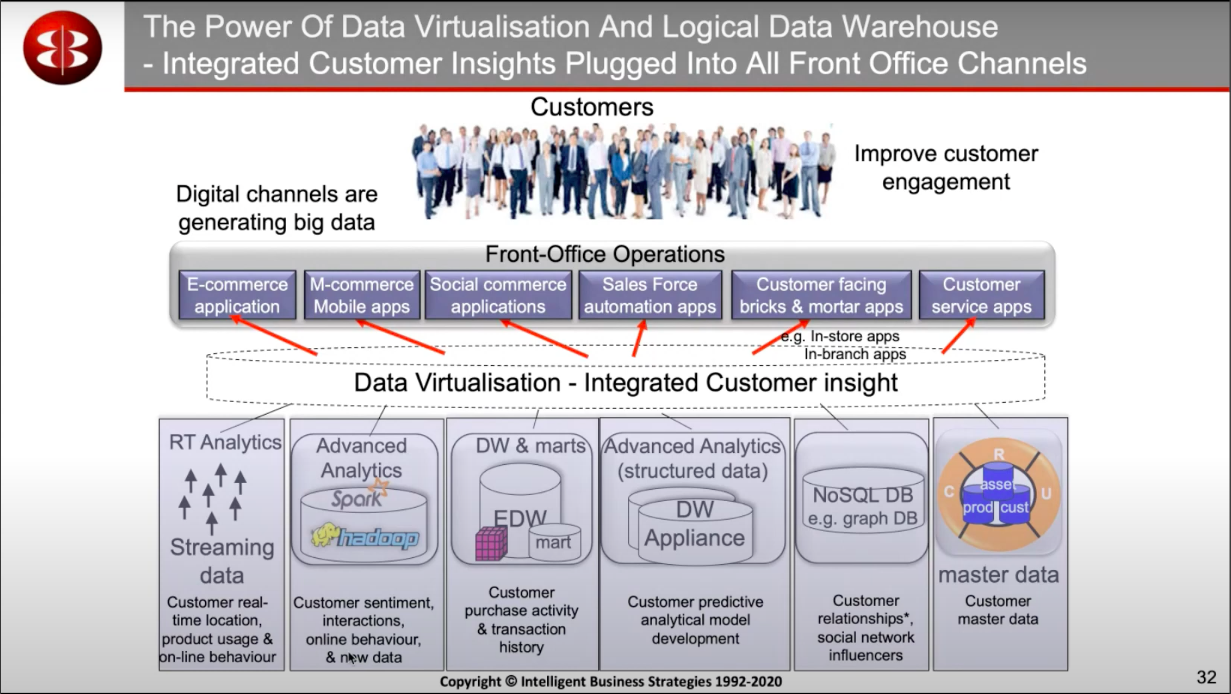 The Power Of Data Virtualisation And Logical Data Warehouse
- Integrated Customer Insights Plugged Into All Front Office Channels
Customers
Improve customer
engagement
Digital channels are
generating big data
Front-Office Operations
E-commerce
application
M-commerce
Mobile apps
Social commerce
applications
Sales Force
automation apps
Customer facing
bricks & mortar apps
Customer
service apps
e.g. In-store apps
In-branch apps
Data Virtualisation - Integrated Customer insight
RT Analytics
Streaming
data
Customer real-
time location,
product usage &
on-line behaviour
Advanced
Analytics
Spark
hadoop
Customer sentiment,
interactions,
online behaviour,
& new data
DW & marts
EDW
mart
Customer
purchase activity
& transaction
history
Advanced Analytics
(structured data)
DW
Appliance
Customer predictive
analytical model
development
NoSQL DB
e.g. graph DB
Customer
relationships*,
social network
influencers
C
R
U
asset
prod
cust
master data
Customer
master data
Copyright © Intelligent Business Strategies 1992-2020
32